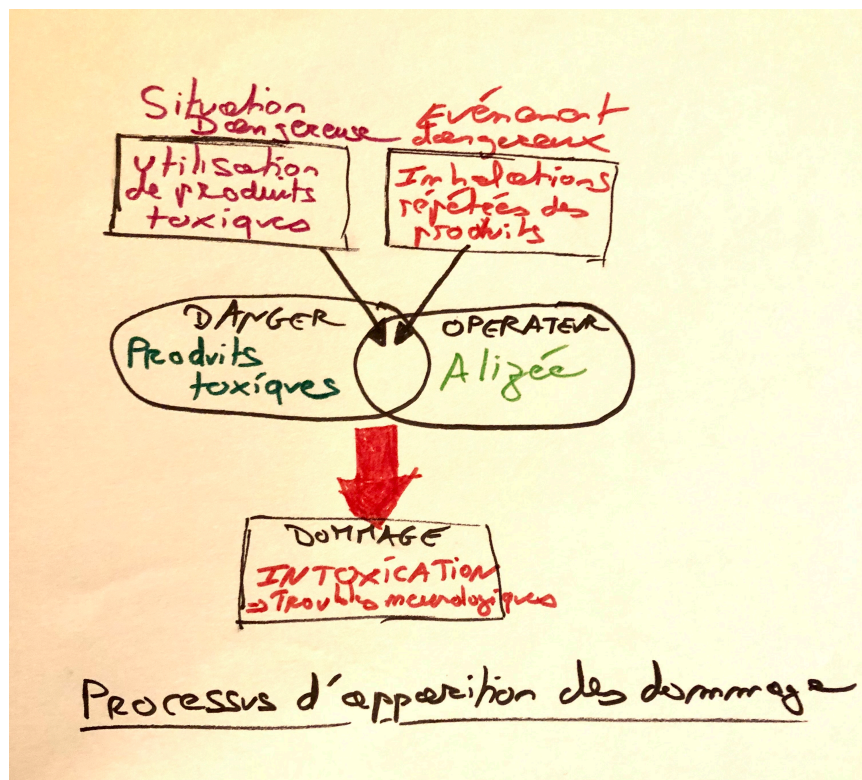 Situation
Dangereuse
Utilisation
de produits
toxiques
Evénement
dangereux
Inhalations
répétées des
produits
DANGER
Produits
toxiques
OPERATEUR
Alizée
DOMMAGE
INTOXICATION
=> Troubles neurologiques
Processus d'apparition des dommage